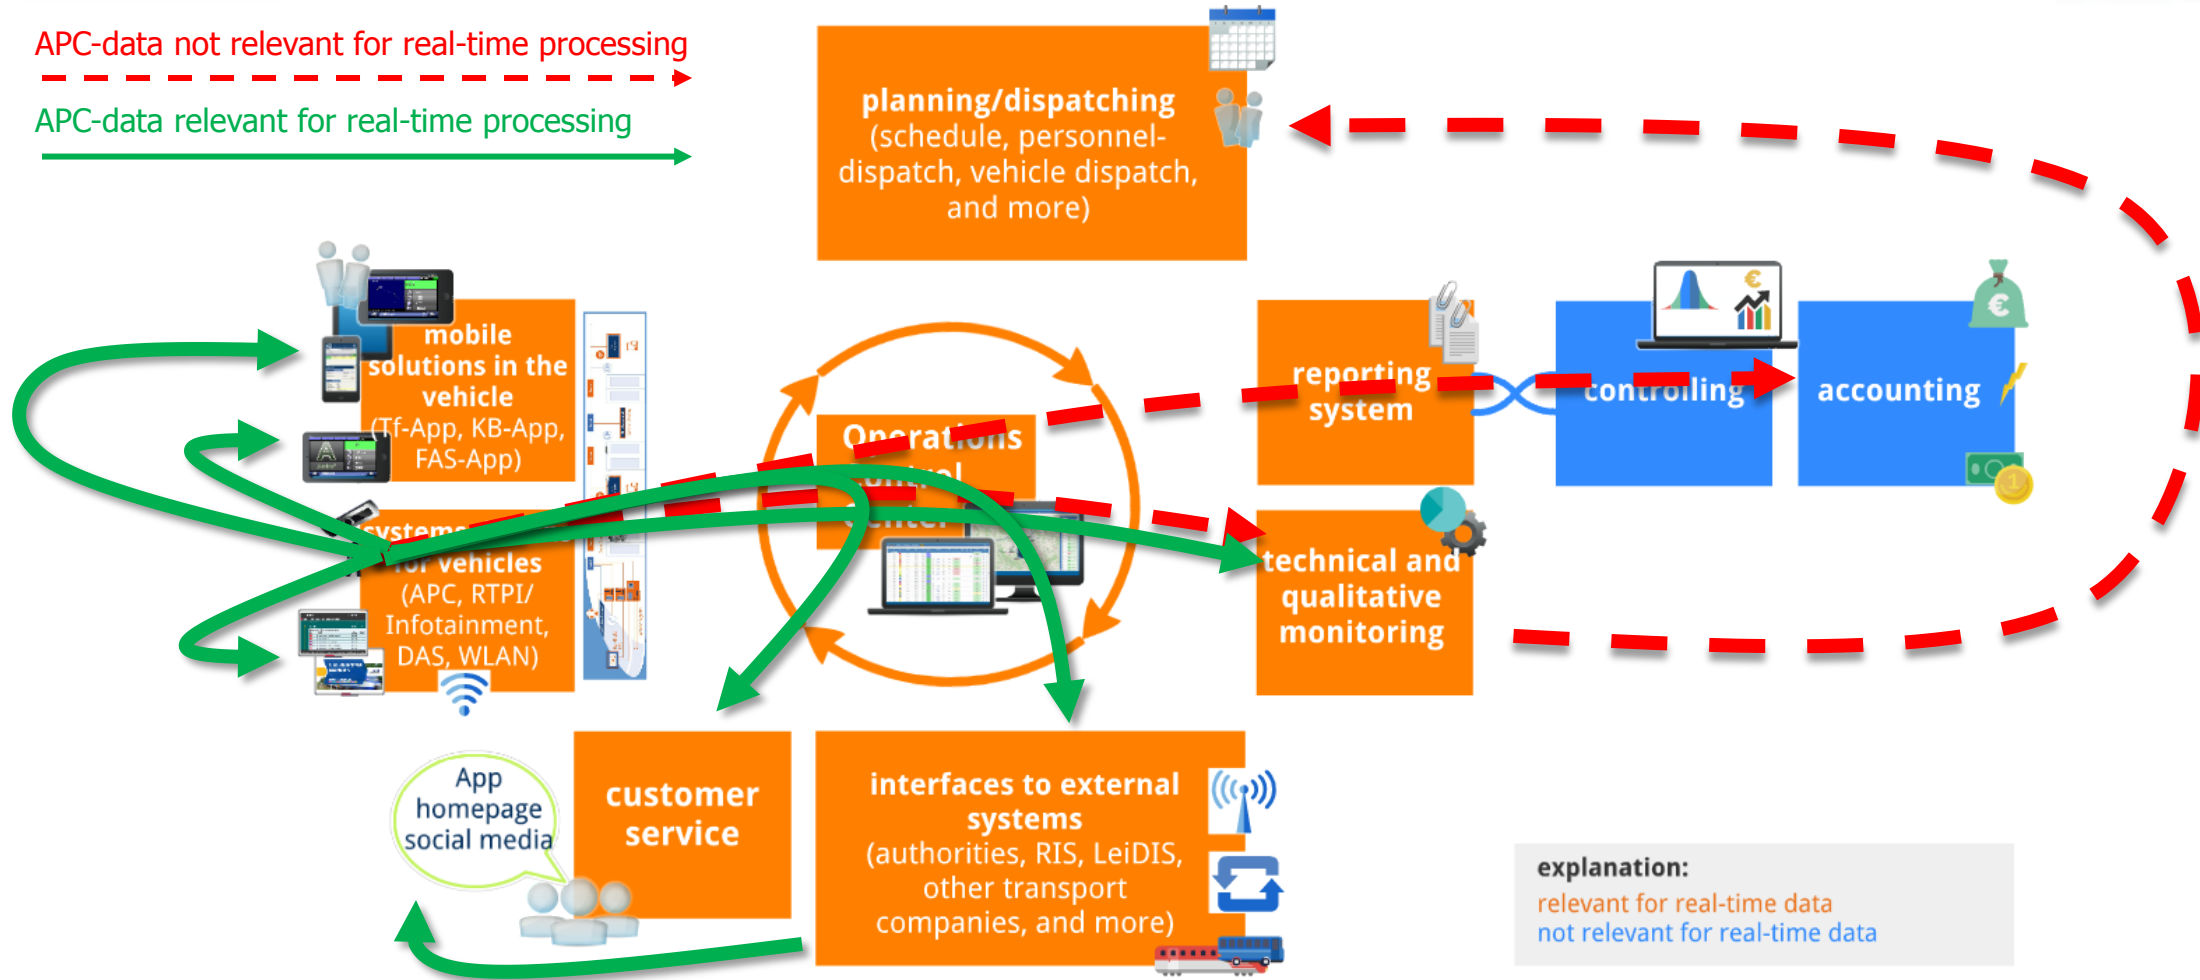 APC-data not relevant for real-time processing
APC-data relevant for real-time processing
planning/dispatching
(schedule, personnel-
dispatch, vehicle dispatch,
and more)
mobile
solutions in the
vehicle
(Tf-App, KB-App,
FAS-App)
systems
for vehicles
(APC, RTPI/
Infotainment,
DAS, WLAN)
Operations
Control
Center
reporting
system
controlling
accounting
technical and
qualitative
monitoring
App
homepage
social media
customer
service
interfaces to external
systems
(authorities, RIS, LeiDIS,
other transport
companies, and more)
explanation:
relevant for real-time data
not relevant for real-time data